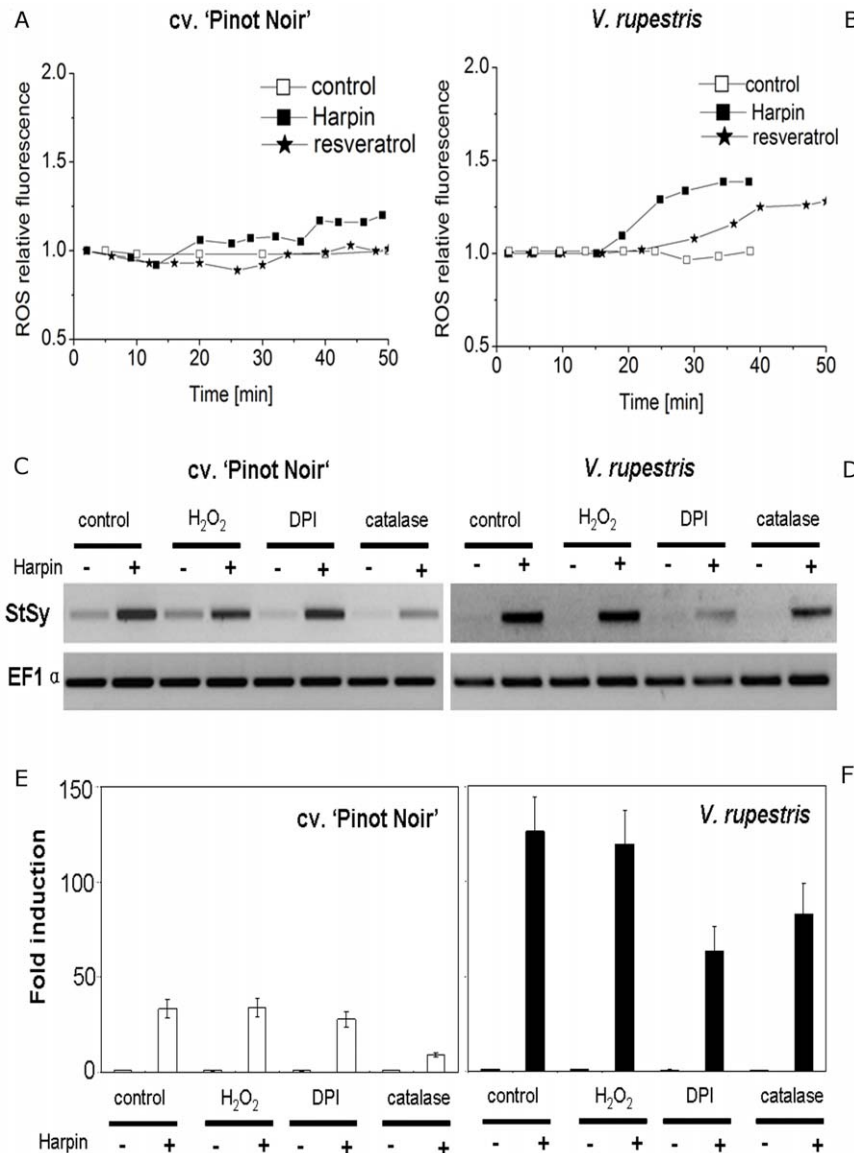 A cv. 'Pinot Noir' V. rupestris B
2.0 2.0
control control
Harpin Harpin
resveratrol resveratrol
1.5 1.5
1.0 1.0
0.5 0.5
ROS relative fluorescence ROS relative fluorescence
0 10 20 30 40 50 0 10 20 30 40 50
Time [min] Time [min]
C cv. 'Pinot Noir' V. rupestris D
control H2O2 DPI catalase control H2O2 DPI catalase
Harpin - + - + - + - + - + - + - + - +
StSy
EF1 α
E F
cv. 'Pinot Noir' V. rupestris
150
100
50
0
Fold induction
control H2O2 DPI catalase control H2O2 DPI catalase
Harpin - + - + - + - + - + - + - + - +